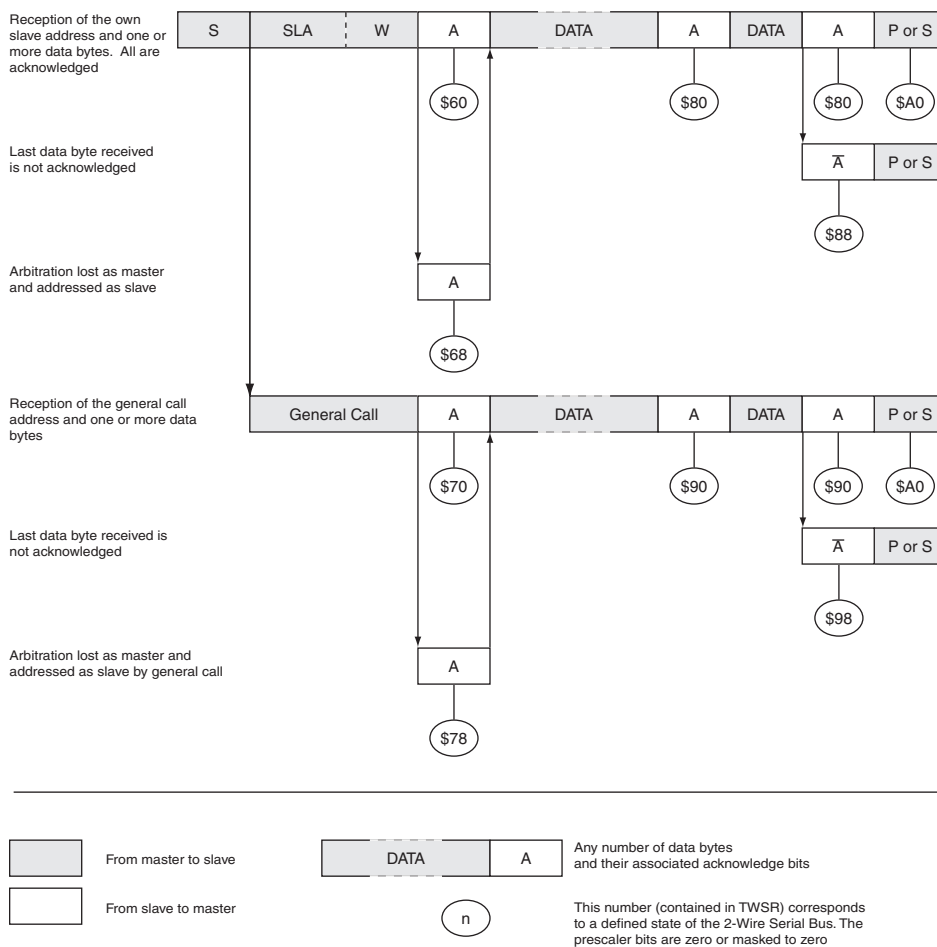 Reception of the own
slave address and one or
more data bytes. All are
acknowledged
S SLA W A DATA A DATA A P or S
$60 $80 $80 $A0
Last data byte received
is not acknowledged
A̅ P or S
$88
Arbitration lost as master
and addressed as slave
A
$68
Reception of the general call
address and one or more data
bytes
General Call A DATA A DATA A P or S
$70 $90 $90 $A0
Last data byte received is
not acknowledged
A̅ P or S
$98
Arbitration lost as master and
addressed as slave by general call
A
$78
From master to slave
DATA A
Any number of data bytes
and their associated acknowledge bits
From slave to master
n
This number (contained in TWSR) corresponds
to a defined state of the 2-Wire Serial Bus. The
prescaler bits are zero or masked to zero